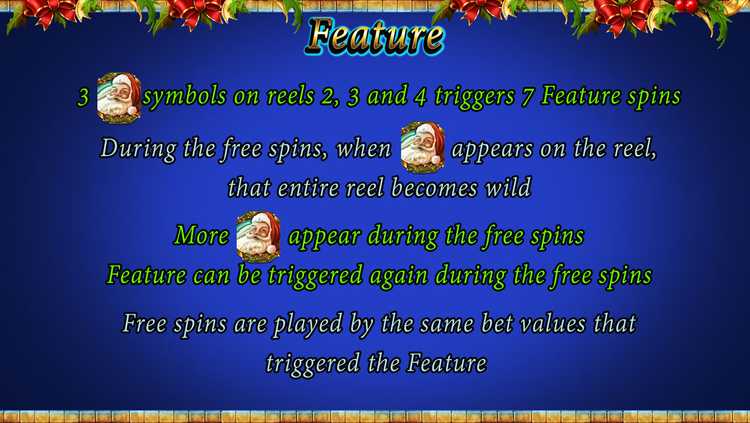 Feature
3 symbols on reels 2, 3 and 4 triggers 7 Feature spins
During the free spins, when appears on the reel,
that entire reel becomes wild
More appear during the free spins
Feature can be triggered again during the free spins
Free spins are played by the same bet values that
triggered the Feature